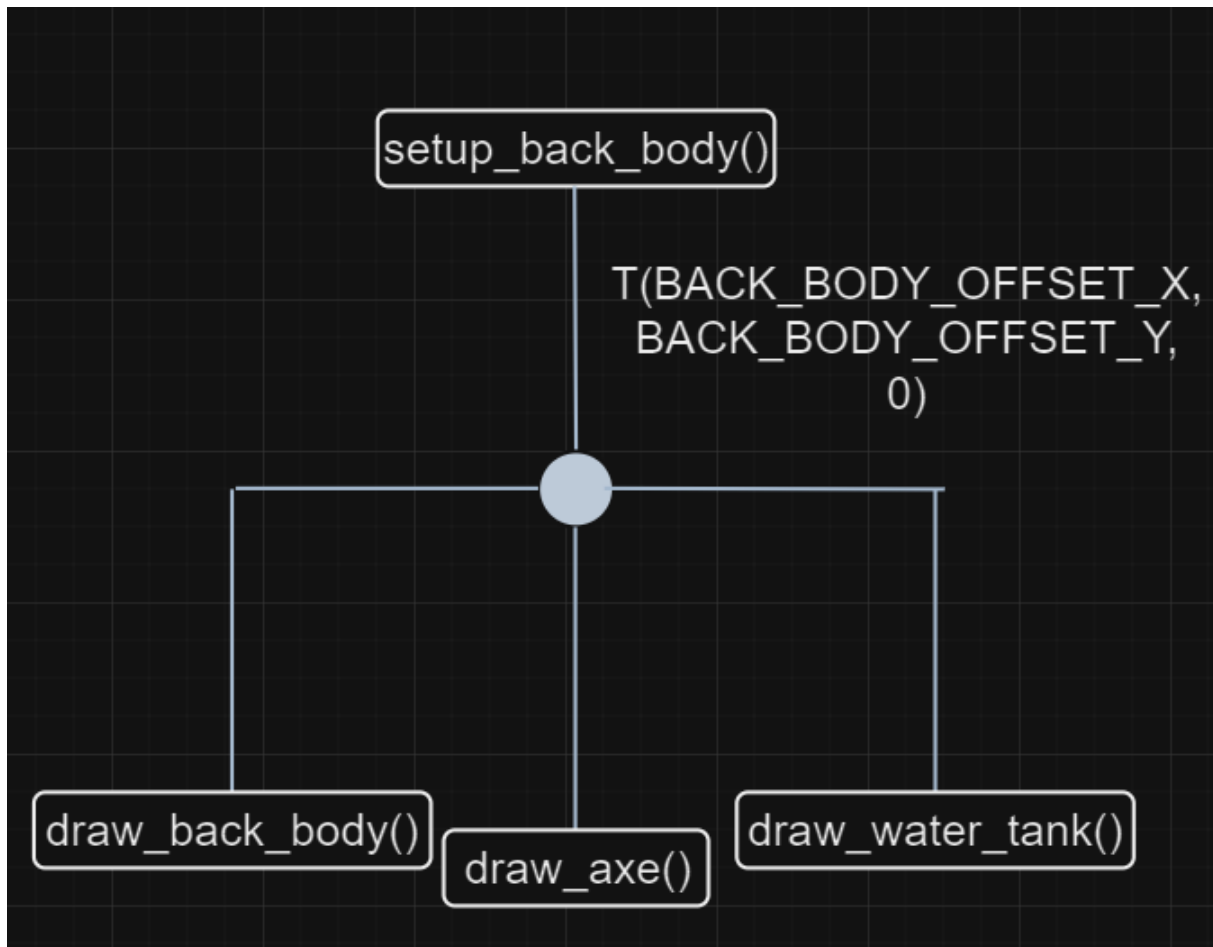 setup_back_body()
T(BACK_BODY_OFFSET_X,
BACK_BODY_OFFSET_Y,
0)
draw_back_body()
draw_axe()
draw_water_tank()